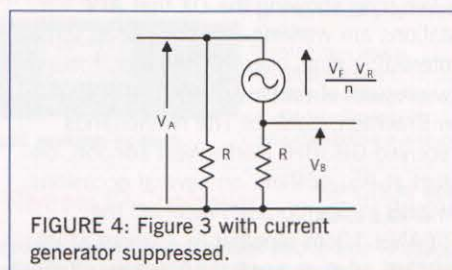 V_A
R
R
V_F V_R
n
V_B
FIGURE 4: Figure 3 with current
generator suppressed.